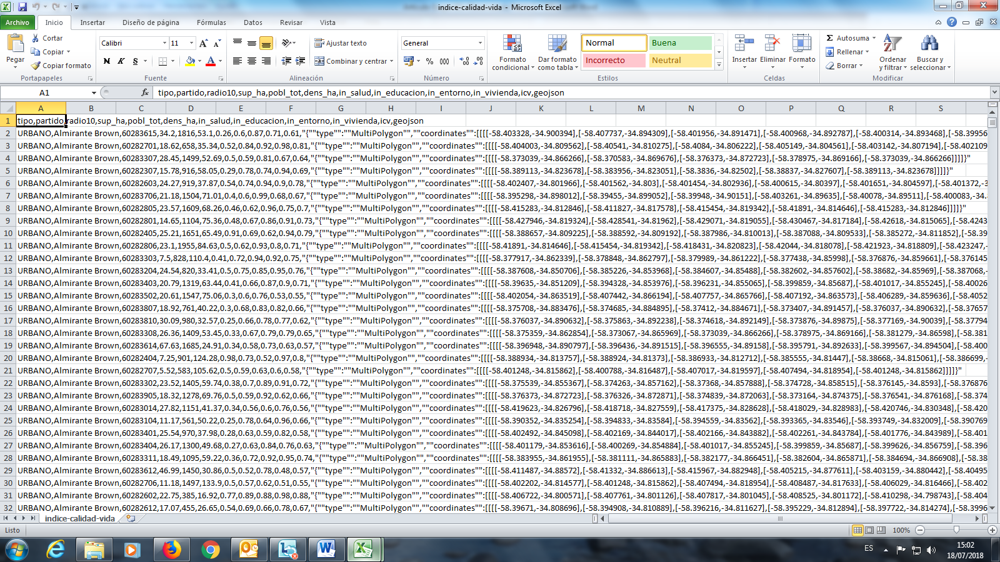 indice-calidad-vida - Microsoft Excel
Archivo Inicio Insertar Diseño de página Fórmulas Datos Revisar Vista
Pegar Cortar Copiar Copiar formato Portapapeles
Calibri 11 N K S Fuente
Ajustar texto Combinar y centrar Alineación
General % 000 Número
Formato condicional Dar formato como tabla Normal Buena Incorrecto Neutral Estilos
Insertar Eliminar Formato Celdas
Autosuma Rellenar Borrar Ordenar y filtrar Buscar y seleccionar Modificar
A1 fx tipo,partido,radio10,sup_ha,pobl_tot,dens_ha,in_salud,in_educacion,in_entorno,in_vivienda,icv,geojson
A B C D E F G H I J K L M N O P Q R S
1 tipo,partido,radio10,sup_ha,pobl_tot,dens_ha,in_salud,in_educacion,in_entorno,in_vivienda,icv,geojson
2 URBANO,Almirante Brown,60283615,34.2,1816,53.1,0.26,0.6,0.87,0.71,0.61,"{""type"":""MultiPolygon"",""coordinates"":[[[[-58.403328,-34.900394],[-58.407737,-34.894309],[-58.401956,-34.891471],[-58.400968,-34.892787],[-58.400314,-34.893468],[-58.39956
3 URBANO,Almirante Brown,60282701,18.62,658,35.34,0.52,0.84,0.92,0.98,0.81,"{""type"":""MultiPolygon"",""coordinates"":[[[[-58.404003,-34.809562],[-58.40541,-34.810275],[-58.4084,-34.806222],[-58.405149,-34.804561],[-58.403142,-34.807194],[-58.402109
4 URBANO,Almirante Brown,60282307,28.45,1499,52.69,0.5,0.59,0.81,0.67,0.64,"{""type"":""MultiPolygon"",""coordinates"":[[[[-58.373039,-34.866266],[-58.370583,-34.869676],[-58.376373,-34.872723],[-58.378975,-34.869166],[-58.373039,-34.866266]]]]}"
5 URBANO,Almirante Brown,60282307,15.78,916,58.05,0.29,0.78,0.74,0.94,0.69,"{""type"":""MultiPolygon"",""coordinates"":[[[[-58.389113,-34.823678],[-58.383956,-34.823051],[-58.3836,-34.82502],[-58.38837,-34.827607],[-58.389113,-34.823678]]]]}"
6 URBANO,Almirante Brown,60282603,24.27,919,37.87,0.54,0.74,0.94,0.9,0.78,"{""type"":""MultiPolygon"",""coordinates"":[[[[-58.402407,-34.801966],[-58.401562,-34.803],[-58.401454,-34.802936],[-58.400615,-34.80397],[-58.401651,-34.804597],[-58.401372,-3
7 URBANO,Almirante Brown,60283706,21.18,1504,71.01,0.4,0.6,0.99,0.68,0.67,"{""type"":""MultiPolygon"",""coordinates"":[[[[-58.395298,-34.898012],[-58.39455,-34.899052],[-58.39948,-34.90151],[-58.403261,-34.89635],[-58.40078,-34.89511],[-58.400083,-34.
8 URBANO,Almirante Brown,60282805,23.57,1609,68.26,0.46,0.62,0.96,0.75,0.7,"{""type"":""MultiPolygon"",""coordinates"":[[[[-58.415283,-34.812846],[-58.411827,-34.817578],[-58.415454,-34.819342],[-58.41891,-34.814646],[-58.415283,-34.812846]]]]}"
9 URBANO,Almirante Brown,60282801,14.65,1104,75.36,0.48,0.67,0.86,0.91,0.73,"{""type"":""MultiPolygon"",""coordinates"":[[[[-58.427946,-34.819324],[-58.428541,-34.81962],[-58.429071,-34.819055],[-58.430467,-34.817184],[-58.42618,-34.815065],[-58.4243
10 URBANO,Almirante Brown,60282405,25.21,1651,65.49,0.91,0.69,0.62,0.94,0.79,"{""type"":""MultiPolygon"",""coordinates"":[[[[-58.388657,-34.809225],[-58.388592,-34.809192],[-58.387986,-34.810013],[-58.387088,-34.809533],[-58.385272,-34.811852],[-58.39
11 URBANO,Almirante Brown,60282806,23.1,1955,84.63,0.5,0.62,0.93,0.8,0.71,"{""type"":""MultiPolygon"",""coordinates"":[[[[-58.41891,-34.814646],[-58.415454,-34.819342],[-58.418431,-34.820823],[-58.42044,-34.818078],[-58.421923,-34.818809],[-58.423247,-
12 URBANO,Almirante Brown,60283303,7.5,828,110.4,0.41,0.72,0.94,0.92,0.75,"{""type"":""MultiPolygon"",""coordinates"":[[[[-58.377917,-34.862339],[-58.378848,-34.862797],[-58.379989,-34.861222],[-58.377438,-34.85998],[-58.376876,-34.859661],[-58.376145
13 URBANO,Almirante Brown,60283204,24.54,820,33.41,0.5,0.75,0.85,0.95,0.76,"{""type"":""MultiPolygon"",""coordinates"":[[[[-58.387608,-34.850706],[-58.385226,-34.853968],[-58.384607,-34.85488],[-58.382602,-34.857602],[-58.38682,-34.85969],[-58.387068,-
14 URBANO,Almirante Brown,60283403,20.79,1319,63.44,0.41,0.66,0.87,0.9,0.71,"{""type"":""MultiPolygon"",""coordinates"":[[[[-58.39635,-34.851209],[-58.394328,-34.853976],[-58.396231,-34.855065],[-58.399859,-34.85687],[-58.401017,-34.855245],[-58.40026
15 URBANO,Almirante Brown,60283502,20.61,1547,75.06,0.3,0.6,0.76,0.53,0.55,"{""type"":""MultiPolygon"",""coordinates"":[[[[-58.402054,-34.863519],[-58.407442,-34.866194],[-58.407757,-34.865766],[-58.407192,-34.863573],[-58.406289,-34.859636],[-58.4052
16 URBANO,Almirante Brown,60283807,18.92,761,40.22,0.3,0.68,0.83,0.82,0.66,"{""type"":""MultiPolygon"",""coordinates"":[[[[-58.375708,-34.883476],[-58.374685,-34.884895],[-58.37412,-34.884671],[-58.373407,-34.891457],[-58.376037,-34.890632],[-58.37657
17 URBANO,Almirante Brown,60283810,30.09,980,32.57,0.25,0.66,0.78,0.77,0.62,"{""type"":""MultiPolygon"",""coordinates"":[[[[-58.376037,-34.890632],[-58.375863,-34.892238],[-58.374618,-34.892149],[-58.373876,-34.89875],[-58.377169,-34.90039],[-58.37794
18 URBANO,Almirante Brown,60283308,26.36,1409,53.45,0.33,0.67,0.79,0.79,0.65,"{""type"":""MultiPolygon"",""coordinates"":[[[[-58.375359,-34.862854],[-58.373067,-34.865969],[-58.373039,-34.866266],[-58.378975,-34.869166],[-58.381279,-34.86598],[-58.381
19 URBANO,Almirante Brown,60283614,67.63,1685,24.91,0.34,0.58,0.73,0.63,0.57,"{""type"":""MultiPolygon"",""coordinates"":[[[[-58.396948,-34.890797],[-58.396436,-34.891515],[-58.396555,-34.89158],[-58.395791,-34.892633],[-58.399567,-34.894504],[-58.400
20 URBANO,Almirante Brown,60282404,7.25,901,124.28,0.98,0.73,0.52,0.97,0.8,"{""type"":""MultiPolygon"",""coordinates"":[[[[-58.388934,-34.813757],[-58.388924,-34.81373],[-58.386933,-34.812712],[-58.385555,-34.81447],[-58.38668,-34.815061],[-58.386699,-
21 URBANO,Almirante Brown,60282707,5.52,583,105.62,0.5,0.59,0.63,0.6,0.58,"{""type"":""MultiPolygon"",""coordinates"":[[[[-58.401248,-34.815862],[-58.400788,-34.816487],[-58.407017,-34.819597],[-58.407494,-34.818954],[-58.401248,-34.815862]]]]}"
22 URBANO,Almirante Brown,60283302,23.52,1405,59.74,0.38,0.7,0.89,0.91,0.72,"{""type"":""MultiPolygon"",""coordinates"":[[[[-58.375539,-34.855367],[-58.374263,-34.857162],[-58.37368,-34.857888],[-58.374728,-34.858515],[-58.376145,-34.8593],[-58.376876
23 URBANO,Almirante Brown,60283905,18.32,1278,69.76,0.5,0.59,0.92,0.62,0.66,"{""type"":""MultiPolygon"",""coordinates"":[[[[-58.376373,-34.872723],[-58.376326,-34.872871],[-58.374839,-34.872063],[-58.373164,-34.874375],[-58.376541,-34.876168],[-58.374
24 URBANO,Almirante Brown,60283014,27.82,1151,41.37,0.34,0.56,0.6,0.76,0.56,"{""type"":""MultiPolygon"",""coordinates"":[[[[-58.419623,-34.826796],[-58.418718,-34.827559],[-58.417375,-34.828628],[-58.418029,-34.828983],[-58.420746,-34.830348],[-58.420
25 URBANO,Almirante Brown,60283104,11.17,561,50.22,0.25,0.78,0.64,0.96,0.66,"{""type"":""MultiPolygon"",""coordinates"":[[[[-58.390352,-34.835254],[-58.394833,-34.83584],[-58.394559,-34.83562],[-58.393365,-34.83546],[-58.393749,-34.832009],[-58.390769
26 URBANO,Almirante Brown,60283401,25.54,970,37.98,0.28,0.63,0.59,0.82,0.58,"{""type"":""MultiPolygon"",""coordinates"":[[[[-58.402492,-34.845098],[-58.402169,-34.844017],[-58.402166,-34.843882],[-58.402261,-34.843784],[-58.401776,-34.843989],[-58.401
27 URBANO,Almirante Brown,60283404,26.17,1300,49.68,0.27,0.63,0.84,0.76,0.63,"{""type"":""MultiPolygon"",""coordinates"":[[[[-58.401179,-34.853616],[-58.400269,-34.854884],[-58.401017,-34.855245],[-58.399859,-34.85687],[-58.399626,-34.856759],[-58.396
28 URBANO,Almirante Brown,60283311,18.49,1095,59.22,0.36,0.72,0.92,0.95,0.74,"{""type"":""MultiPolygon"",""coordinates"":[[[[-58.383955,-34.861955],[-58.381111,-34.865883],[-58.382177,-34.866451],[-58.382604,-34.865871],[-58.384694,-34.866908],[-58.38
29 URBANO,Almirante Brown,60283612,46.99,1450,30.86,0.5,0.52,0.78,0.48,0.57,"{""type"":""MultiPolygon"",""coordinates"":[[[[-58.411487,-34.88572],[-58.41332,-34.886613],[-58.415967,-34.882948],[-58.405215,-34.877611],[-58.403159,-34.880442],[-58.40495
30 URBANO,Almirante Brown,60282706,11.18,1497,133.9,0.5,0.57,0.62,0.51,0.55,"{""type"":""MultiPolygon"",""coordinates"":[[[[-58.402202,-34.814577],[-58.401248,-34.815862],[-58.407494,-34.818954],[-58.408487,-34.817633],[-58.406029,-34.816466],[-58.402
31 URBANO,Almirante Brown,60282602,22.75,385,16.92,0.77,0.89,0.88,0.98,0.88,"{""type"":""MultiPolygon"",""coordinates"":[[[[-58.406722,-34.800571],[-58.407761,-34.801126],[-58.407817,-34.801045],[-58.408525,-34.801172],[-58.410298,-34.798743],[-58.404
32 URBANO,Almirante Brown,60282612,17.07,455,26.65,0.54,0.69,0.66,0.78,0.67,"{""type"":""MultiPolygon"",""coordinates"":[[[[-58.39671,-34.808696],[-58.394908,-34.810889],[-58.396216,-34.811627],[-58.395229,-34.812894],[-58.397722,-34.814274],[-58.3996
indice-calidad-vida
Listo 100%
ES 15:02
18/07/2018